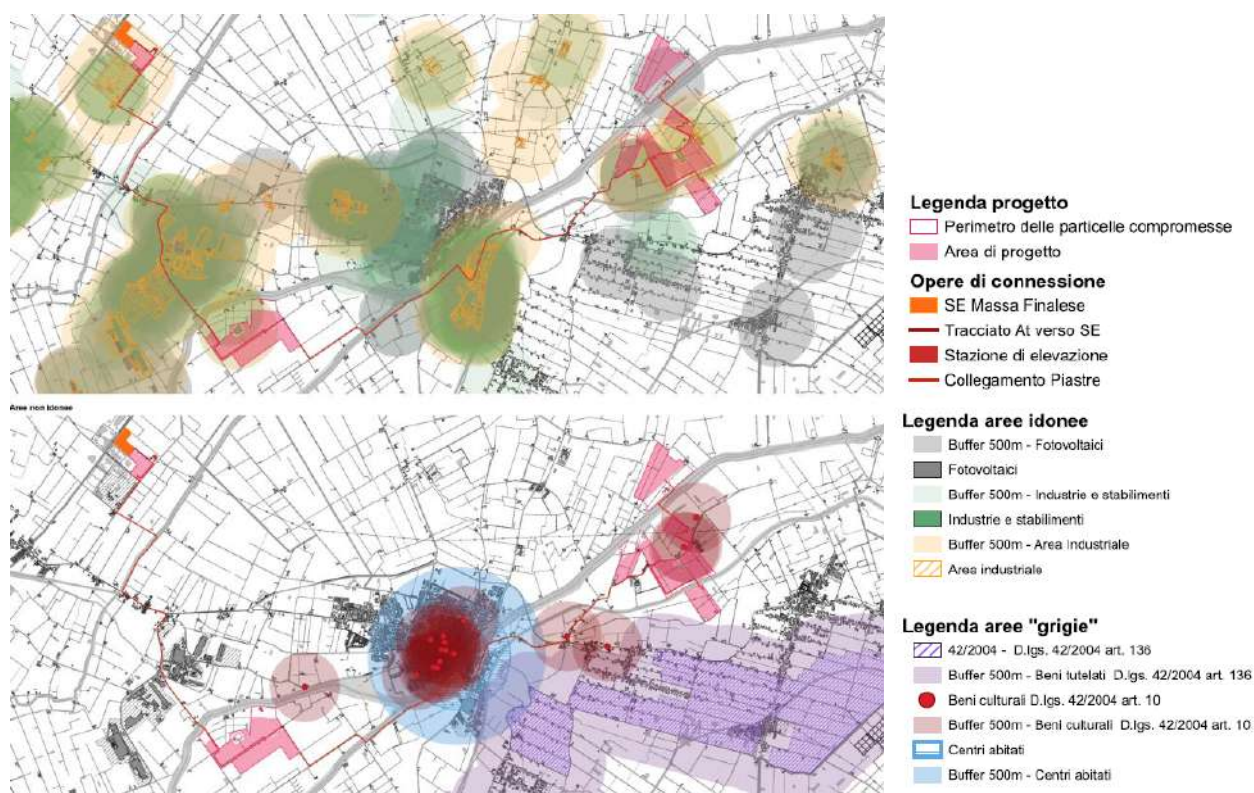 Aree non idonee
Legenda progetto
Perimetro delle particelle compromesse
Area di progetto
Opere di connessione
SE Massa Finalese
Tracciato At verso SE
Stazione di elevazione
Collegamento Piastre
Legenda aree idonee
Buffer 500m - Fotovoltaici
Fotovoltaici
Buffer 500m - Industrie e stabilimenti
Industrie e stabilimenti
Buffer 500m - Area Industriale
Area industriale
Legenda aree "grigie"
42/2004 - D.lgs. 42/2004 art. 136
Buffer 500m - Beni tutelati D.lgs. 42/2004 art. 136
Beni culturali D.lgs. 42/2004 art. 10
Buffer 500m - Beni culturali D.lgs. 42/2004 art. 10
Centri abitati
Buffer 500m - Centri abitati